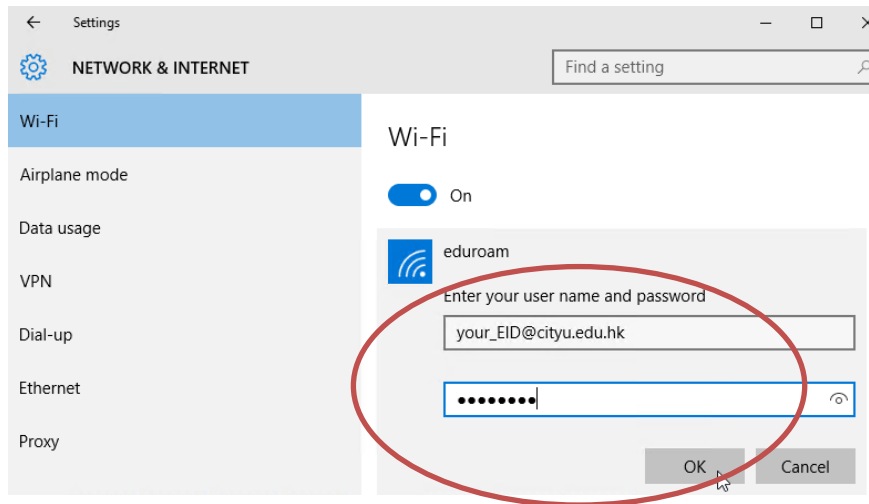 Settings
NETWORK & INTERNET
Find a setting
Wi-Fi
Airplane mode
Data usage
VPN
Dial-up
Ethernet
Proxy
Wi-Fi
On
eduroam
Enter your user name and password
your_EID@cityu.edu.hk
••••••••
OK Cancel